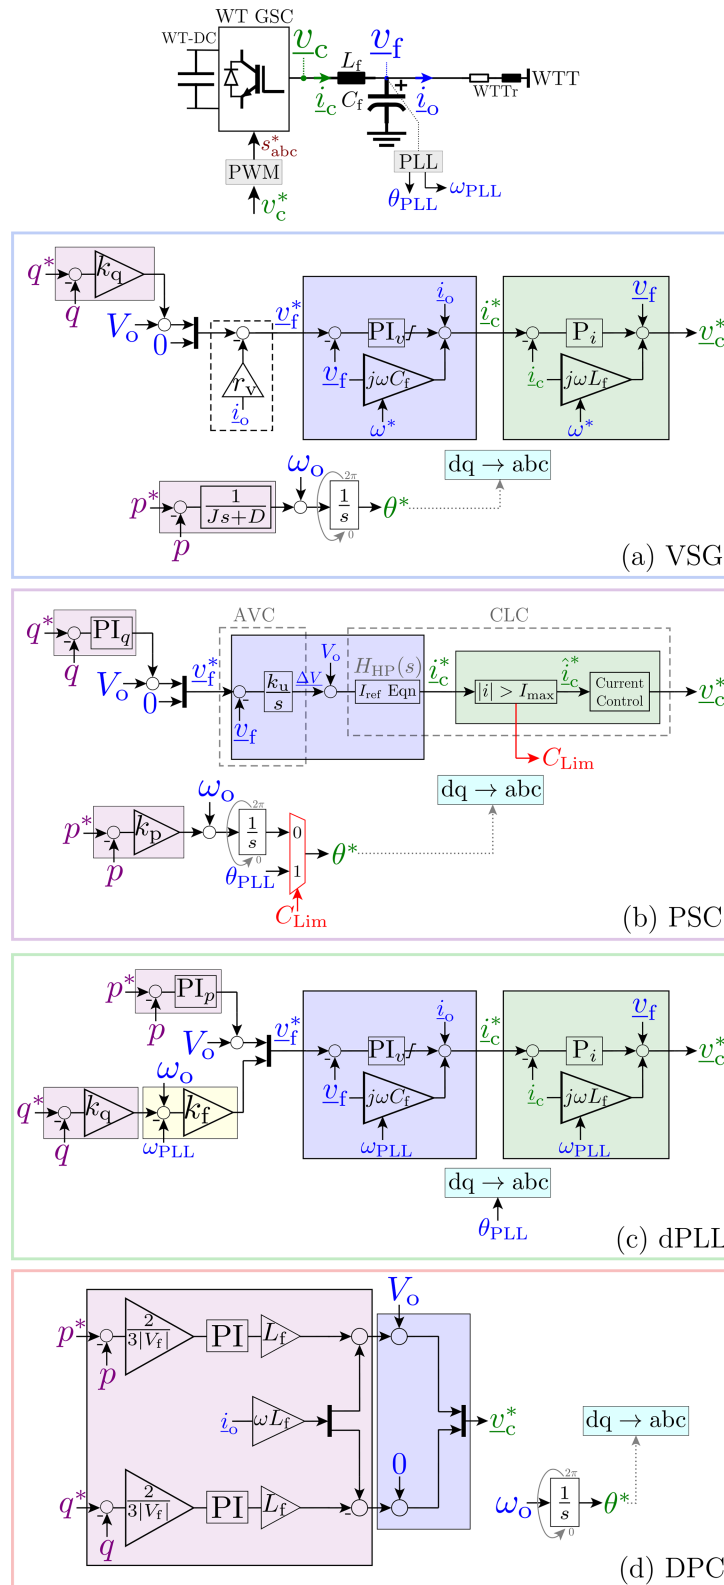 WT GSC
WT-DC
v_c L_f v_f
i_c C_f + i_o WTTr WTT
s*_abc
PWM PLL
v*_c θ_PLL ω_PLL
q* - k_q q
V_o 0
- r_v i_o
v*_f - PI_v i_o i*_c - P_i v_f v*_c
v_f jωC_f i_c jωL_f
ω* ω*
p* - 1/(Js+D) p ω_o 2π 1/s 0 θ* dq → abc
(a) VSG
AVC CLC
q* - PI_q q
V_o 0
v*_f - k_u/s ΔV V_o H_HP(s) I_ref Eqn i*_c |i| > I_max î*_c Current Control v*_c
v_f
C_Lim
dq → abc
p* - k_p p ω_o 2π 1/s 0 0 1 θ*
θ_PLL
C_Lim
(b) PSC
p* - PI_p p
V_o v*_f - PI_v i_o i*_c - P_i v_f v*_c
v_f jωC_f i_c jωL_f
q* - k_q q ω_o - k_f ω_PLL ω_PLL ω_PLL
dq → abc
θ_PLL
(c) dPLL
p* - 2/(3|V_f|) PI L_f V_o
p
i_o ωL_f v*_c dq → abc
q* - 2/(3|V_f|) PI L_f - 0
q
ω_o 2π 1/s 0 θ*
(d) DPC